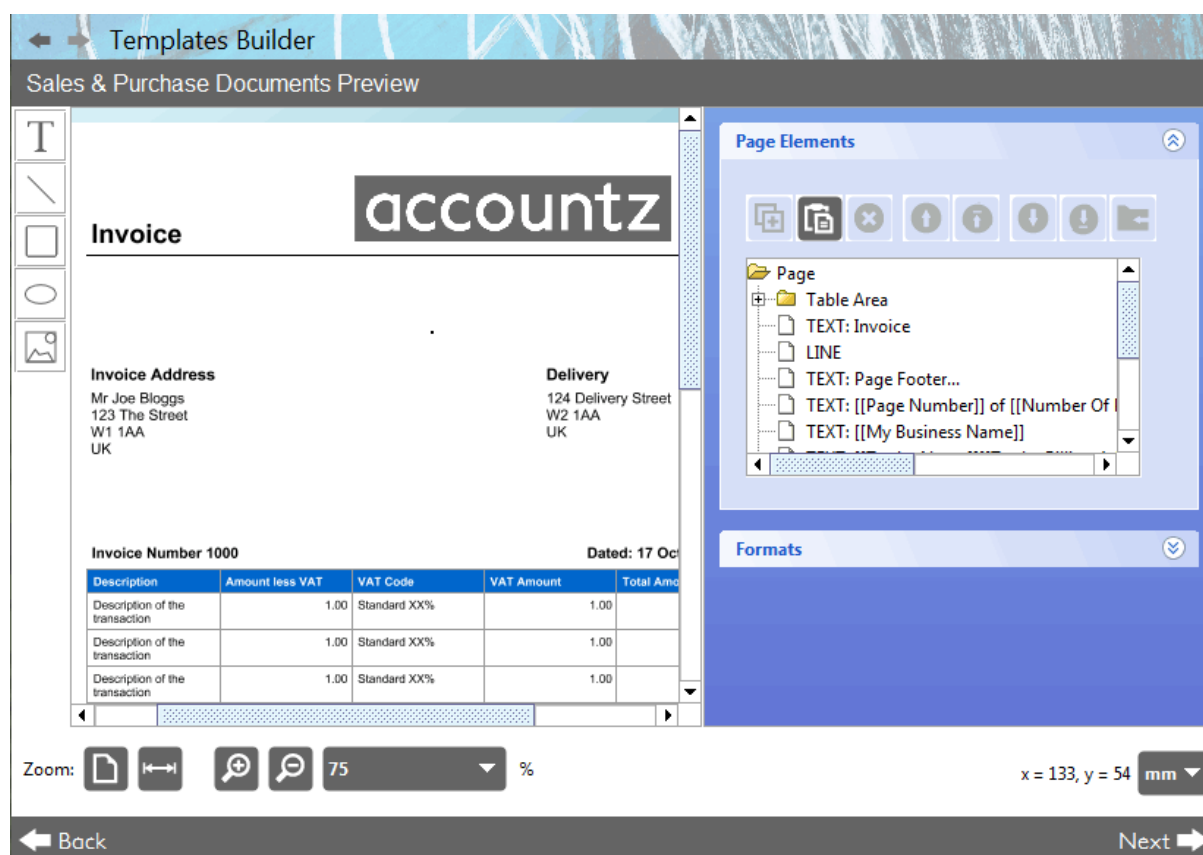 Templates Builder
Sales & Purchase Documents Preview
T
accountz
Invoice
Invoice Address
Mr Joe Bloggs
123 The Street
W1 1AA
UK
Delivery
124 Delivery Street
W2 1AA
UK
Invoice Number 1000
Dated: 17 Oct
Description Amount less VAT VAT Code VAT Amount Total Amo
Description of the transaction 1.00 Standard XX% 1.00
Description of the transaction 1.00 Standard XX% 1.00
Description of the transaction 1.00 Standard XX% 1.00
Page Elements
Page
Table Area
TEXT: Invoice
LINE
TEXT: Page Footer...
TEXT: [[Page Number]] of [[Number Of
TEXT: [[My Business Name]]
Formats
Zoom: 75 %
x = 133, y = 54 mm
Back
Next